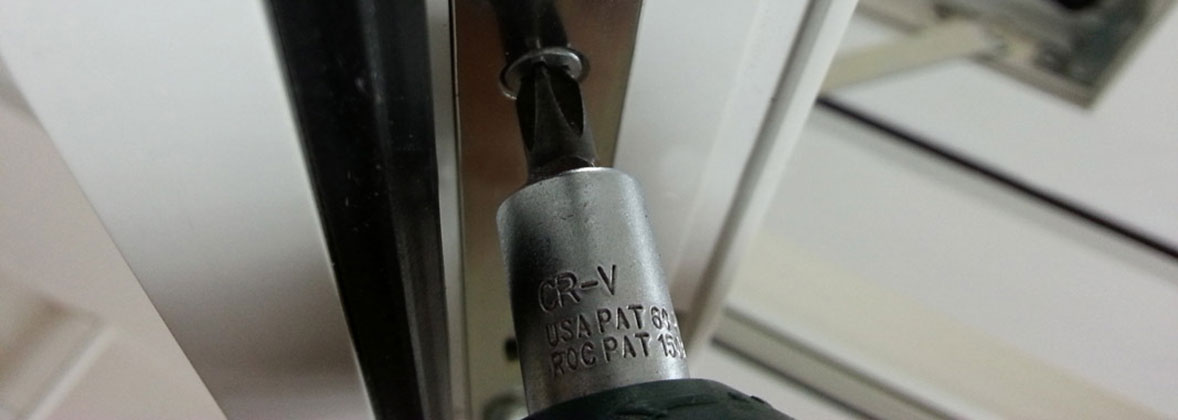 CR-V
USA PAT
ROC PAT